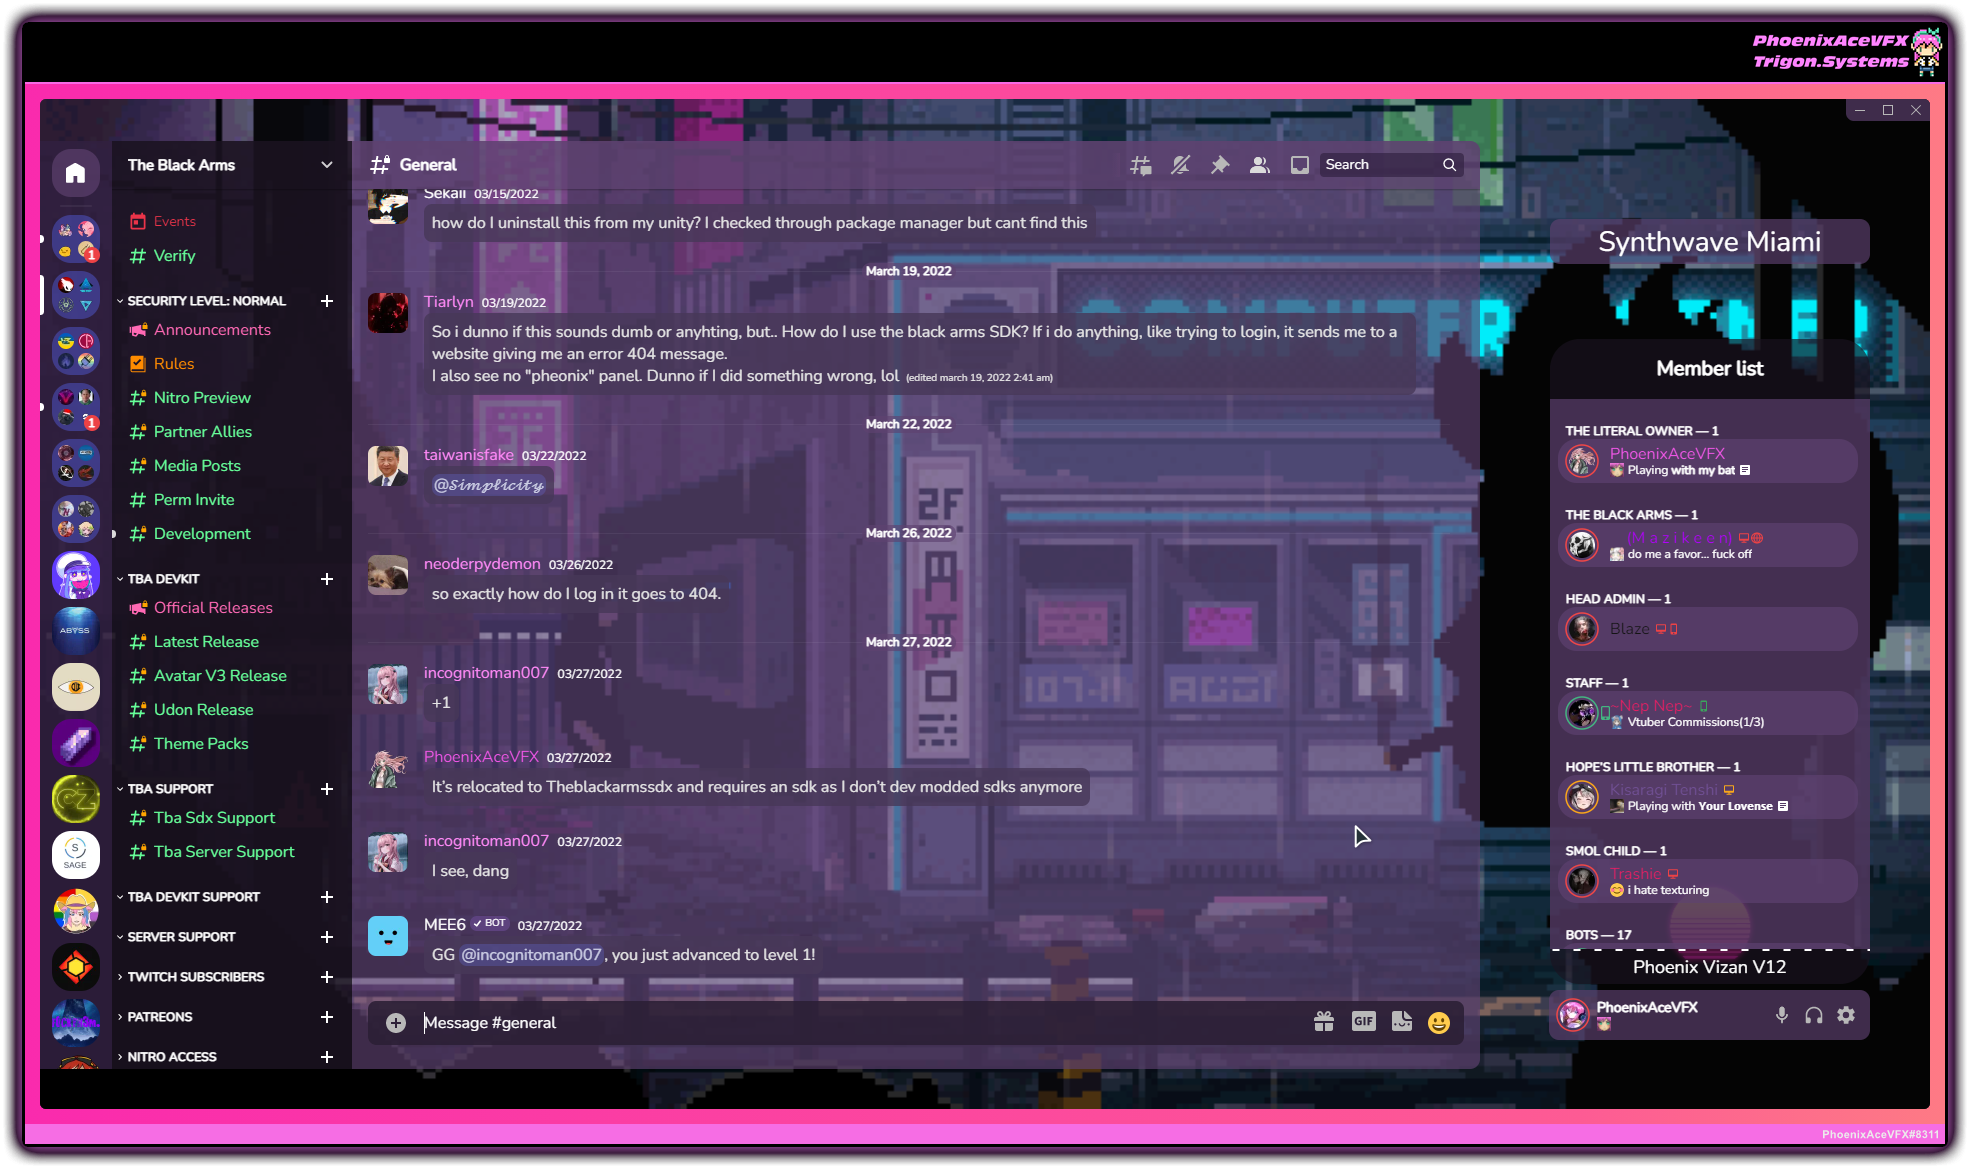 PhoenixAceVFX
Trigon.Systems
The Black Arms
General
Search
Events
Verify
SECURITY LEVEL: NORMAL
Announcements
Rules
Nitro Preview
Partner Allies
Media Posts
Perm Invite
Development
TBA DEVKIT
Official Releases
Latest Release
Avatar V3 Release
Udon Release
Theme Packs
TBA SUPPORT
Tba Sdx Support
Tba Server Support
TBA DEVKIT SUPPORT
SERVER SUPPORT
TWITCH SUBSCRIBERS
PATREONS
NITRO ACCESS
1
1
ABYSS
CZ
S
SAGE
Sekaii 03/15/2022
how do I uninstall this from my unity? I checked through package manager but cant find this
March 19, 2022
Tiarlyn 03/19/2022
So i dunno if this sounds dumb or anyhting, but.. How do I use the black arms SDK? If i do anything, like trying to login, it sends me to a
website giving me an error 404 message.
I also see no "pheonix" panel. Dunno if I did something wrong, lol (edited march 19, 2022 2:41 am)
March 22, 2022
taiwanisfake 03/22/2022
@𝓢𝓲𝓶𝓹𝓵𝓲𝓬𝓲𝓽𝔂
March 26, 2022
neoderpydemon 03/26/2022
so exactly how do I log in it goes to 404.
March 27, 2022
incognitoman007 03/27/2022
+1
PhoenixAceVFX 03/27/2022
It's relocated to Theblackarmssdx and requires an sdk as I don't dev modded sdks anymore
incognitoman007 03/27/2022
I see, dang
MEE6 ✓ BOT 03/27/2022
GG @incognitoman007, you just advanced to level 1!
Message #general
GIF
2F
Synthwave Miami
Member list
THE LITERAL OWNER — 1
PhoenixAceVFX
Playing with my bat
THE BLACK ARMS — 1
[M a z i k e e n]
do me a favor... fuck off
HEAD ADMIN — 1
Blaze
STAFF — 1
~Nep Nep~
Vtuber Commissions(1/3)
HOPE'S LITTLE BROTHER — 1
Kisaragi Tenshi
Playing with Your Lovense
SMOL CHILD — 1
Trashie
i hate texturing
BOTS — 17
Phoenix Vizan V12
PhoenixAceVFX
PhoenixAceVFX#8311